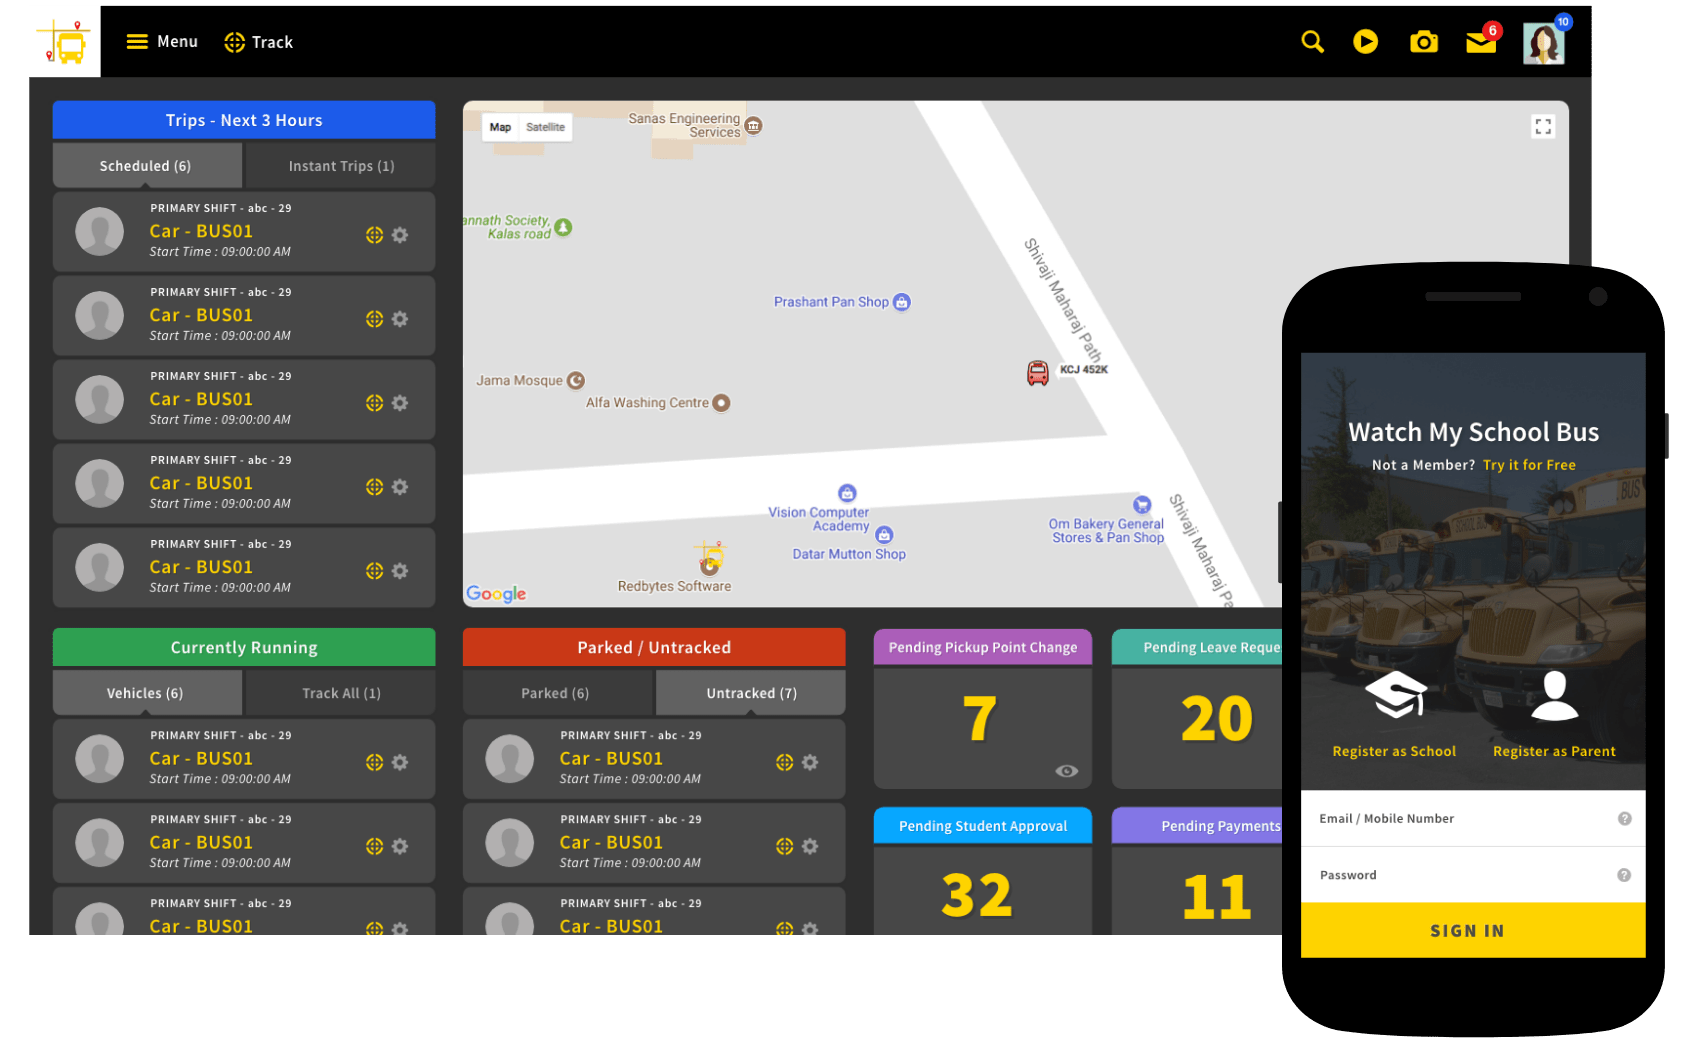 Menu
Track
6
10
Trips - Next 3 Hours
Scheduled (6)
Instant Trips (1)
PRIMARY SHIFT - abc - 29
Car - BUS01
Start Time : 09:00:00 AM
PRIMARY SHIFT - abc - 29
Car - BUS01
Start Time : 09:00:00 AM
PRIMARY SHIFT - abc - 29
Car - BUS01
Start Time : 09:00:00 AM
PRIMARY SHIFT - abc - 29
Car - BUS01
Start Time : 09:00:00 AM
PRIMARY SHIFT - abc - 29
Car - BUS01
Start Time : 09:00:00 AM
Map
Satellite
Sanas Engineering
Services
annath Society,
Kalas road
Prashant Pan Shop
Shivaji Maharaj Path
KCJ 452K
Jama Mosque
Alfa Washing Centre
Vision Computer
Academy
Datar Mutton Shop
Om Bakery General
Stores & Pan Shop
Shivaji Maharaj Pa
Redbytes Software
Google
Currently Running
Vehicles (6)
Track All (1)
PRIMARY SHIFT - abc - 29
Car - BUS01
Start Time : 09:00:00 AM
PRIMARY SHIFT - abc - 29
Car - BUS01
Start Time : 09:00:00 AM
PRIMARY SHIFT - abc - 29
Car - BUS01
Parked / Untracked
Parked (6)
Untracked (7)
PRIMARY SHIFT - abc - 29
Car - BUS01
Start Time : 09:00:00 AM
PRIMARY SHIFT - abc - 29
Car - BUS01
Start Time : 09:00:00 AM
PRIMARY SHIFT - abc - 29
Car - BUS01
Pending Pickup Point Change
7
Pending Leave Reque
20
Pending Student Approval
32
Pending Payments
11
Watch My School Bus
Not a Member? Try it for Free
BUS
SCHOOL BUS
Register as School
Register as Parent
Email / Mobile Number
?
Password
?
SIGN IN